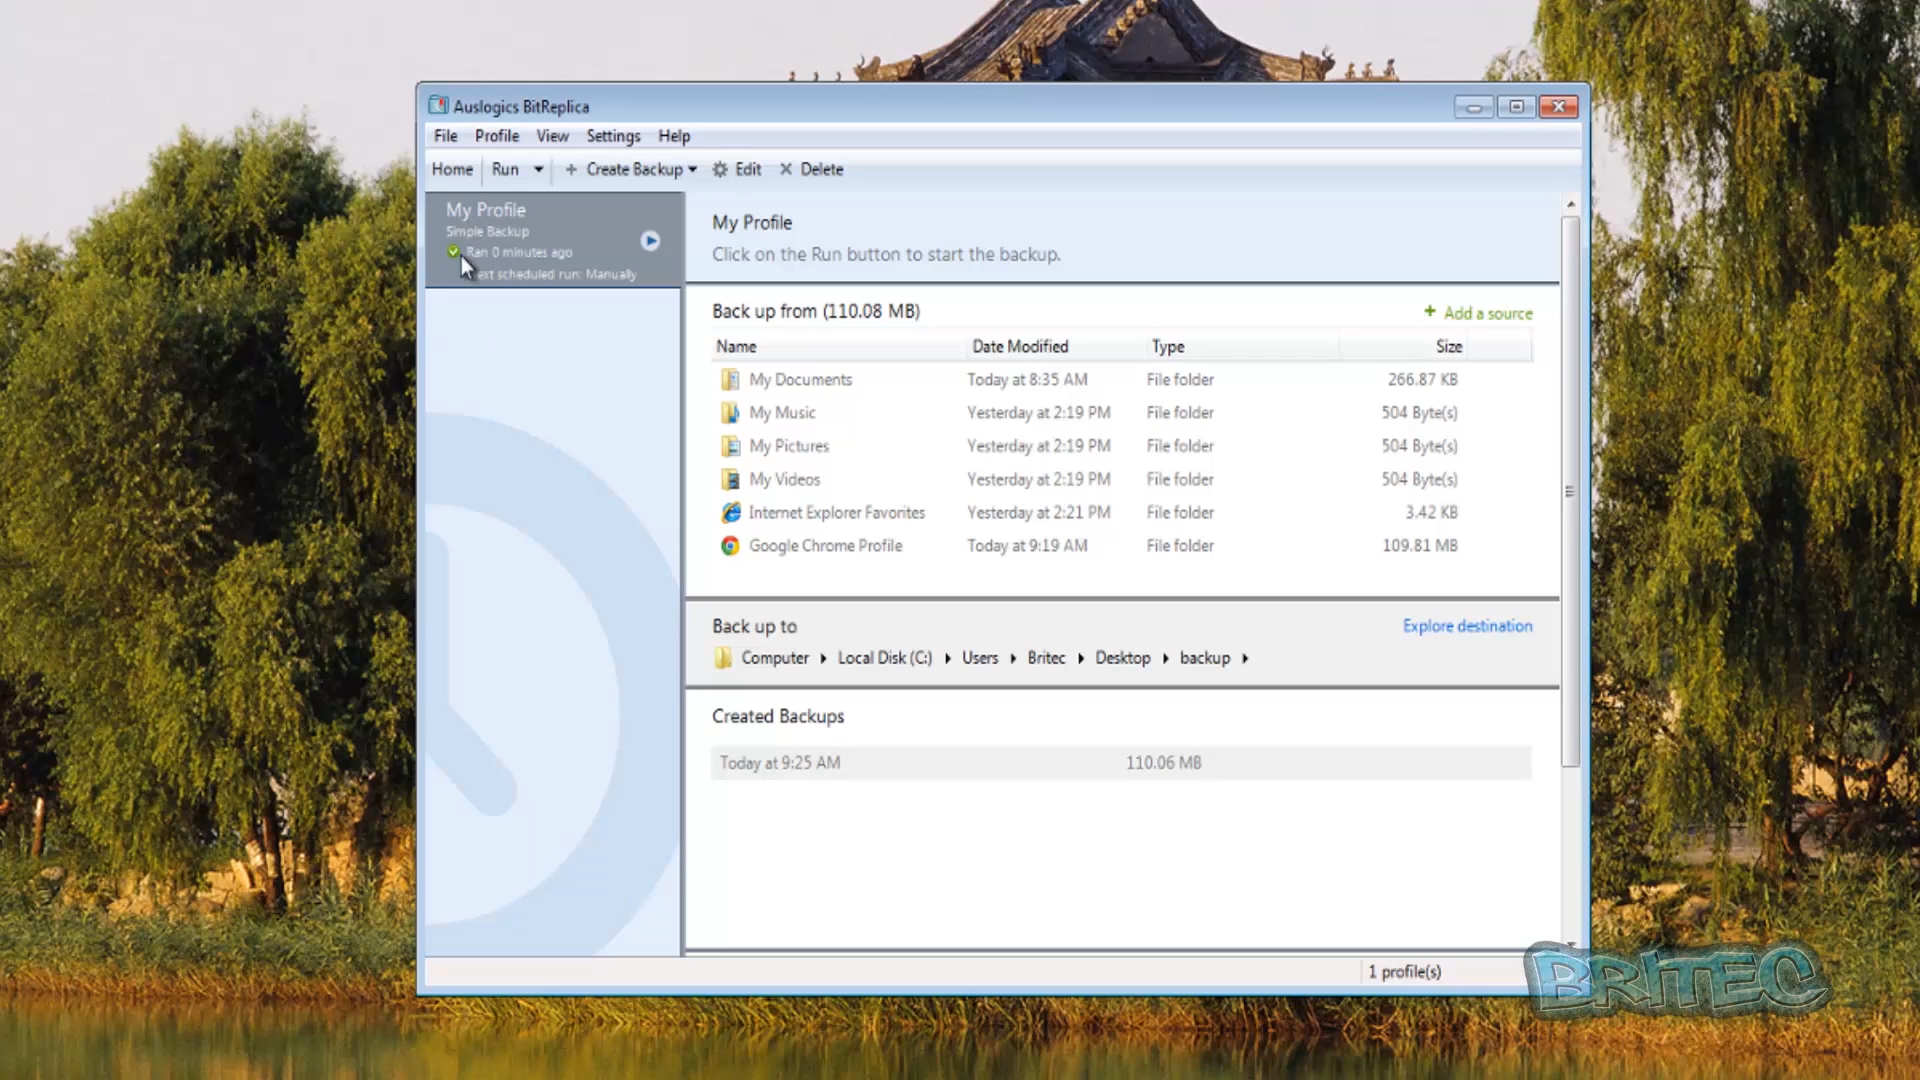 Auslogics BitReplica
File Profile View Settings Help
Home Run Create Backup Edit Delete
My Profile
Simple Backup
Ran 0 minutes ago
ext scheduled run: Manually
My Profile
Click on the Run button to start the backup.
Back up from (110.08 MB) + Add a source
Name Date Modified Type Size
My Documents Today at 8:35 AM File folder 266.87 KB
My Music Yesterday at 2:19 PM File folder 504 Byte(s)
My Pictures Yesterday at 2:19 PM File folder 504 Byte(s)
My Videos Yesterday at 2:19 PM File folder 504 Byte(s)
Internet Explorer Favorites Yesterday at 2:21 PM File folder 3.42 KB
Google Chrome Profile Today at 9:19 AM File folder 109.81 MB
Back up to Explore destination
Computer Local Disk (C:) Users Britec Desktop backup
Created Backups
Today at 9:25 AM 110.06 MB
1 profile(s)
BRITEC